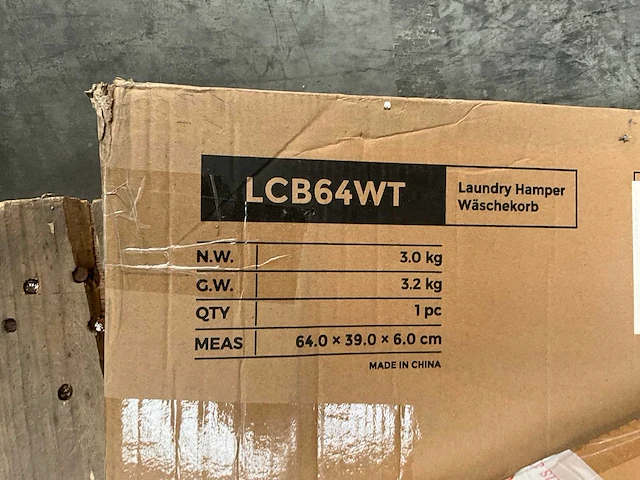 LCB64WT
Laundry Hamper
Wäschekorb
N.W. 3.0 kg
G.W. 3.2 kg
QTY 1 pc
MEAS 64.0 × 39.0 × 6.0 cm
MADE IN CHINA